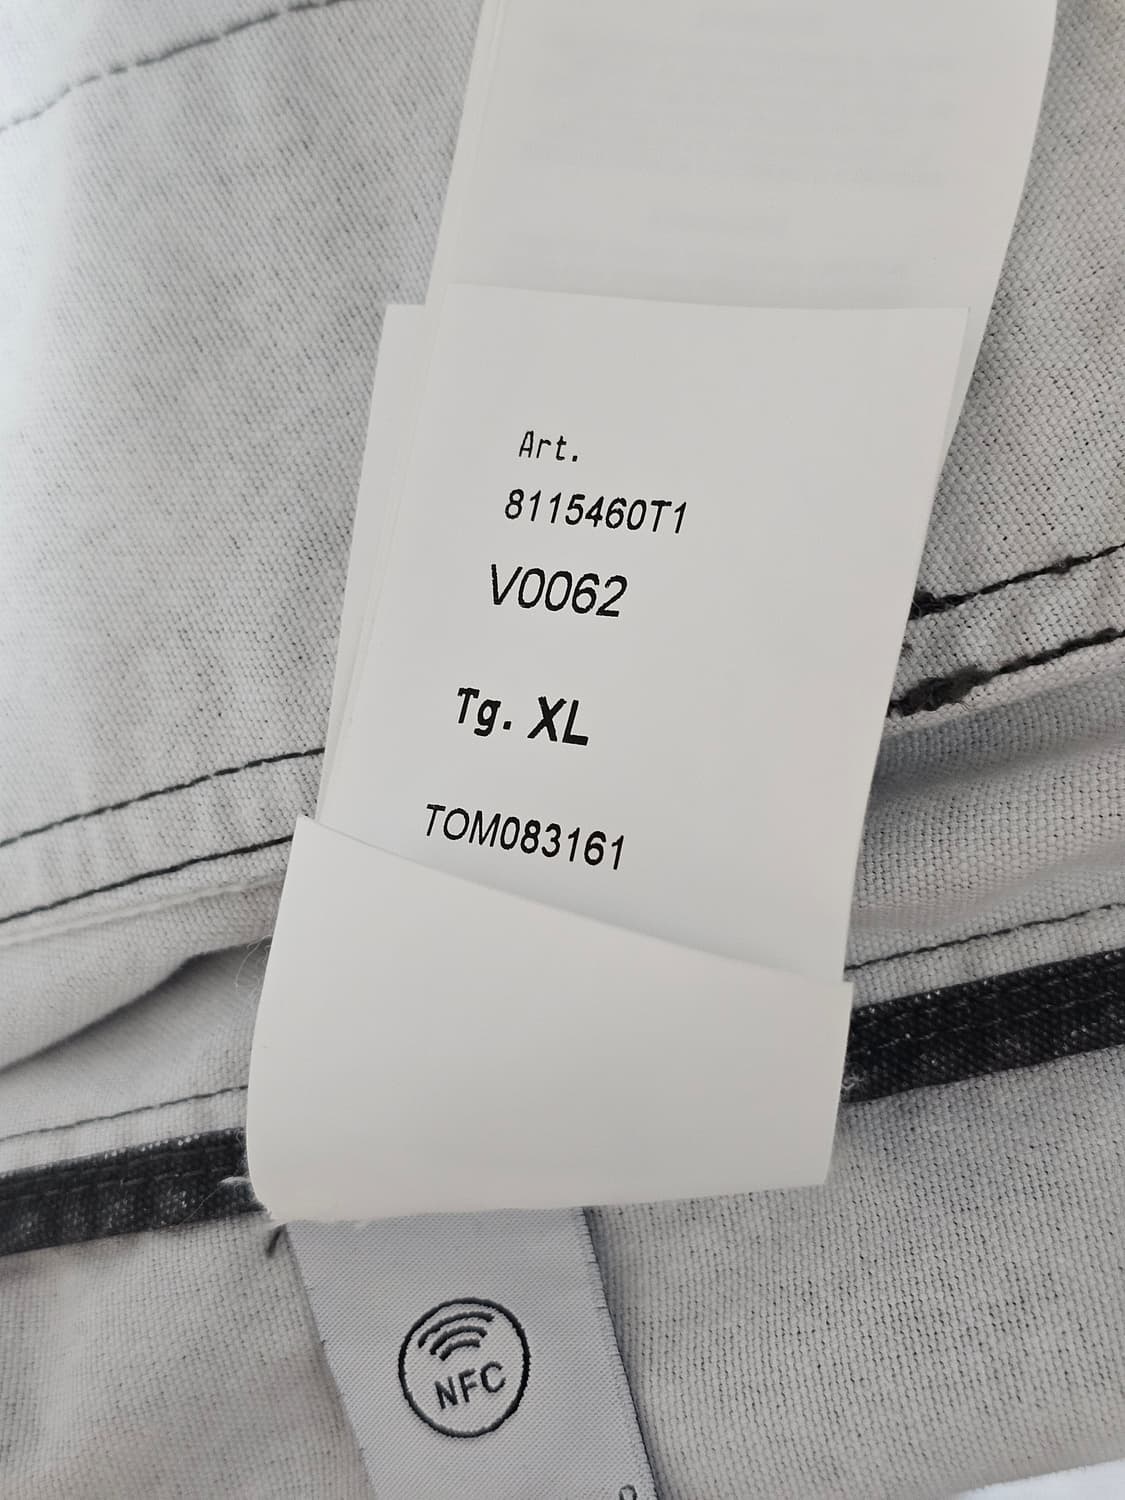 Art.
8115460T1
V0062
Tg. XL
TOM083161
NFC